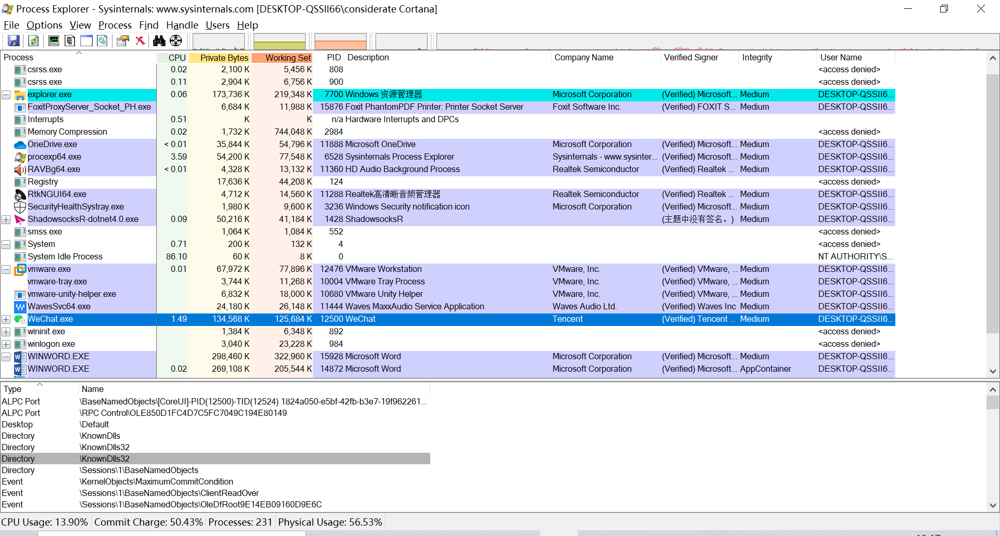 Process Explorer - Sysinternals: www.sysinternals.com [DESKTOP-QSSII66\considerate Cortana]
File Options View Process Find Handle Users Help
Process CPU Private Bytes Working Set PID Description Company Name Verified Signer Integrity User Name
csrss.exe 0.02 2,100 K 5,456 K 808 <access denied>
csrss.exe 0.11 2,904 K 6,756 K 900 <access denied>
explorer.exe 0.06 173,736 K 219,348 K 7700 Windows 资源管理器 Microsoft Corporation (Verified) Microsoft... Medium DESKTOP-QSSII6...
FoxitProxyServer_Socket_PH.exe 6,684 K 11,988 K 15876 Foxit PhantomPDF Printer: Printer Socket Server Foxit Software Inc. (Verified) FOXIT S... Medium DESKTOP-QSSII6...
Interrupts 0.51 K K n/a Hardware Interrupts and DPCs
Memory Compression 0.02 1,732 K 744,048 K 2984 <access denied>
OneDrive.exe < 0.01 35,844 K 54,796 K 11888 Microsoft OneDrive Microsoft Corporation (Verified) Microsoft... Medium DESKTOP-QSSII6...
procexp64.exe 3.59 54,200 K 77,548 K 6528 Sysinternals Process Explorer Sysinternals - www.sysinter... (Verified) Microsoft... Medium DESKTOP-QSSII6...
RAVBg64.exe < 0.01 4,328 K 13,132 K 11360 HD Audio Background Process Realtek Semiconductor (Verified) Realtek ... Medium DESKTOP-QSSII6...
Registry 17,636 K 44,208 K 124 <access denied>
RtkNGUI64.exe 4,712 K 14,560 K 11288 Realtek高清晰音频管理器 Realtek Semiconductor (Verified) Realtek ... Medium DESKTOP-QSSII6...
SecurityHealthSystray.exe 1,980 K 9,600 K 3236 Windows Security notification icon Microsoft Corporation (Verified) Microsoft... Medium DESKTOP-QSSII6...
ShadowsocksR-dotnet4.0.exe 0.09 50,216 K 41,184 K 1428 ShadowsocksR (主题中没有签名。) Medium DESKTOP-QSSII6...
smss.exe 1,064 K 1,084 K 552 <access denied>
System 0.71 200 K 132 K 4 <access denied>
System Idle Process 86.10 60 K 8 K 0 NT AUTHORITY\S...
vmware.exe 0.01 67,972 K 77,896 K 12476 VMware Workstation VMware, Inc. (Verified) VMware, ... Medium DESKTOP-QSSII6...
vmware-tray.exe 3,744 K 11,268 K 10004 VMware Tray Process VMware, Inc. (Verified) VMware, ... Medium DESKTOP-QSSII6...
vmware-unity-helper.exe 6,832 K 18,000 K 10680 VMware Unity Helper VMware, Inc. (Verified) VMware, ... Medium DESKTOP-QSSII6...
WavesSvc64.exe 24,180 K 26,148 K 11444 Waves MaxxAudio Service Application Waves Audio Ltd. (Verified) Waves Inc Medium DESKTOP-QSSII6...
WeChat.exe 1.49 134,568 K 125,684 K 12500 WeChat Tencent (Verified) Tencent ... Medium DESKTOP-QSSII6...
wininit.exe 1,384 K 6,348 K 892 <access denied>
winlogon.exe 3,040 K 23,228 K 984 <access denied>
WINWORD.EXE 298,460 K 322,960 K 15928 Microsoft Word Microsoft Corporation (Verified) Microsoft... Medium DESKTOP-QSSII6...
WINWORD.EXE 0.02 269,108 K 205,544 K 14872 Microsoft Word Microsoft Corporation (Verified) Microsoft... AppContainer DESKTOP-QSSII6...
Type Name
ALPC Port \BaseNamedObjects\[CoreUI]-PID(12500)-TID(12524) 1824a050-e5bf-42fb-b3e7-19f962261...
ALPC Port \RPC Control\OLE850D1FC4D7C5FC7049C194E80149
Desktop \Default
Directory \KnownDlls
Directory \KnownDlls32
Directory \KnownDlls32
Directory \Sessions\1\BaseNamedObjects
Event \KernelObjects\MaximumCommitCondition
Event \Sessions\1\BaseNamedObjects\ClientReadOver
Event \Sessions\1\BaseNamedObjects\OleDfRoot9E14EB09160D9E6C
CPU Usage: 13.90% Commit Charge: 50.43% Processes: 231 Physical Usage: 56.53%